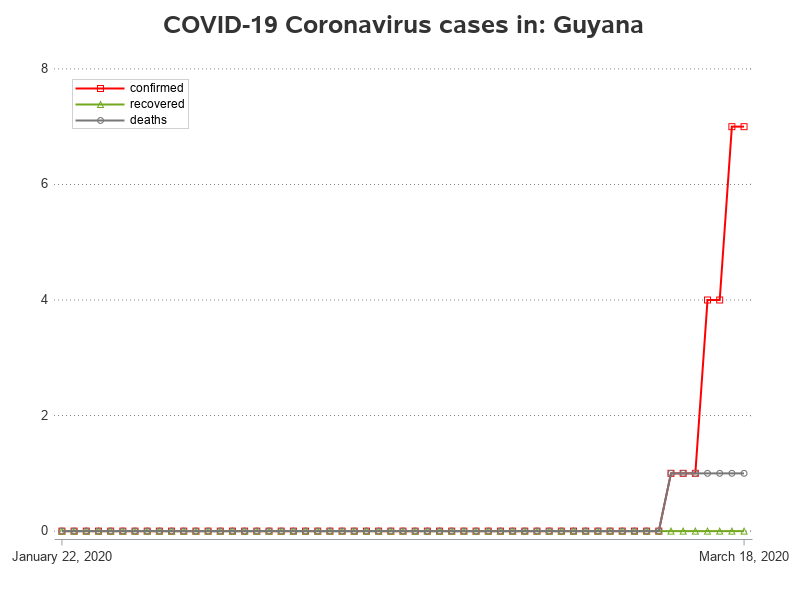 COVID-19 Coronavirus cases in: Guyana
8
confirmed
recovered
deaths
6
4
2
0
January 22, 2020
March 18, 2020